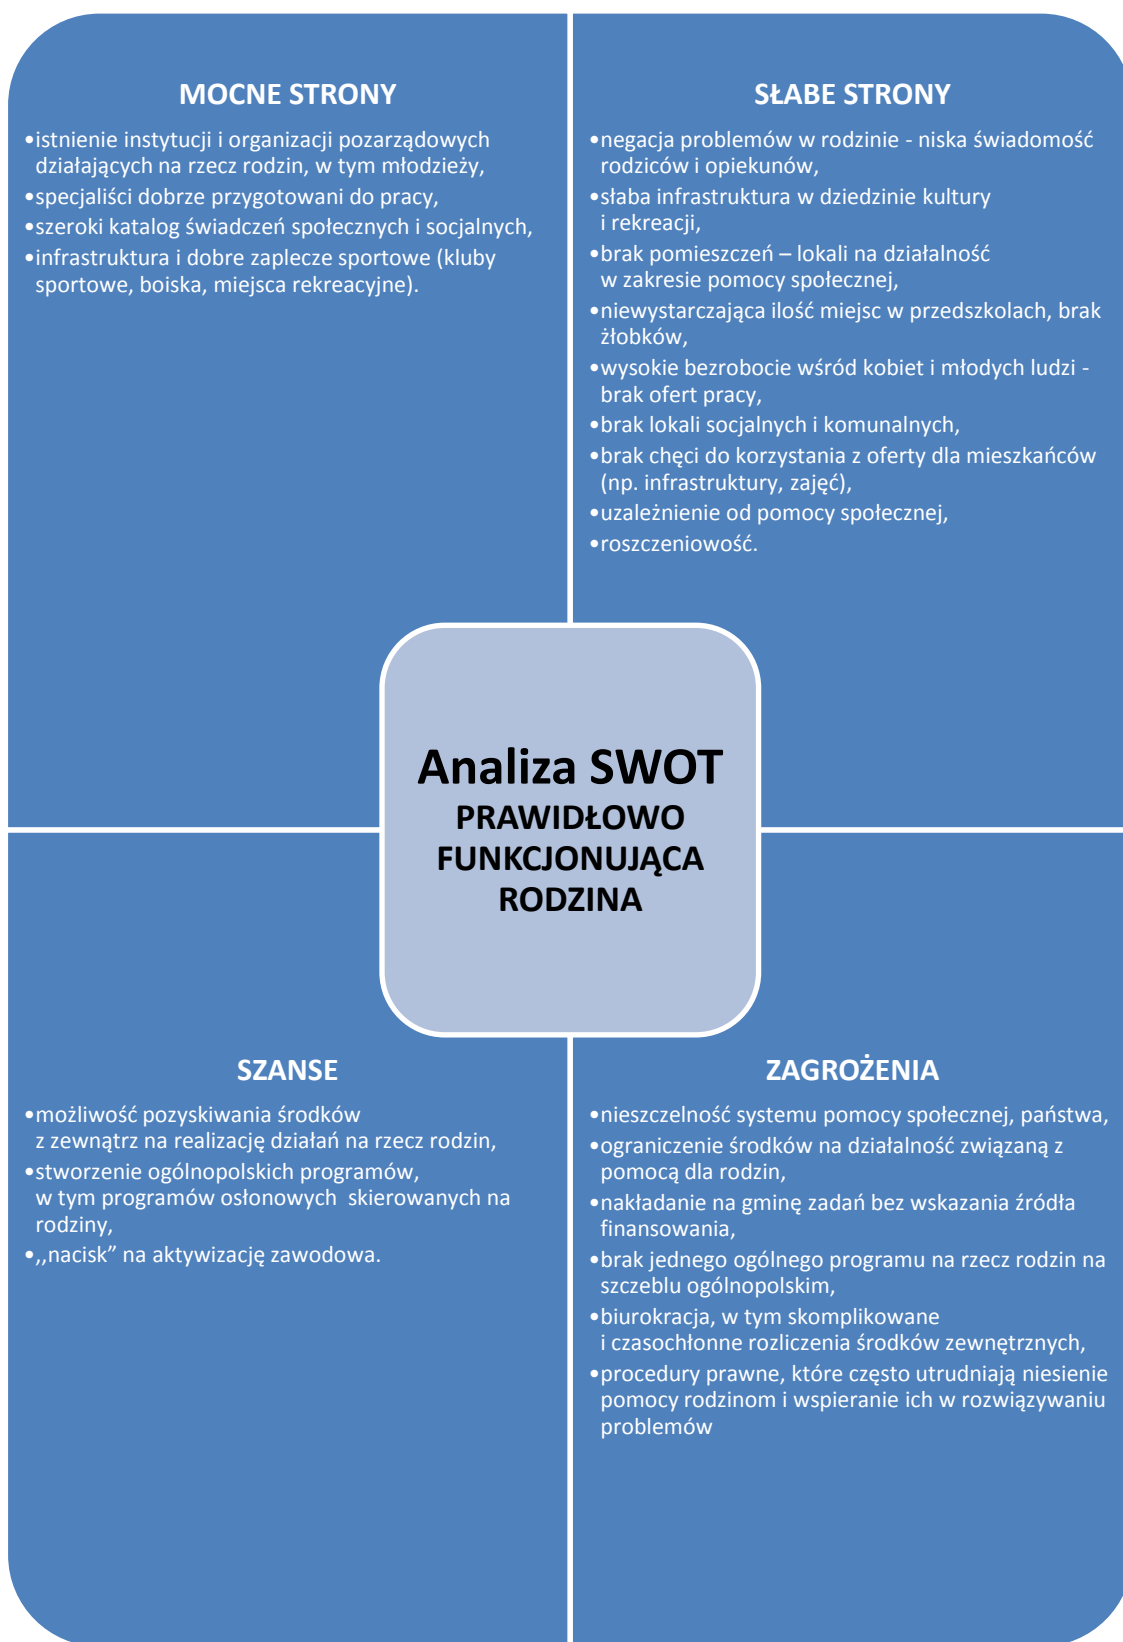 MOCNE STRONY
•istnienie instytucji i organizacji pozarządowych
działających na rzecz rodzin, w tym młodzieży,
•specjaliści dobrze przygotowani do pracy,
•szeroki katalog świadczeń społecznych i socjalnych,
•infrastruktura i dobre zaplecze sportowe (kluby
sportowe, boiska, miejsca rekreacyjne).
SŁABE STRONY
•negacja problemów w rodzinie - niska świadomość
rodziców i opiekunów,
•słaba infrastruktura w dziedzinie kultury
i rekreacji,
•brak pomieszczeń – lokali na działalność
w zakresie pomocy społecznej,
•niewystarczająca ilość miejsc w przedszkolach, brak
żłobków,
•wysokie bezrobocie wśród kobiet i młodych ludzi -
brak ofert pracy,
•brak lokali socjalnych i komunalnych,
•brak chęci do korzystania z oferty dla mieszkańców
(np. infrastruktury, zajęć),
•uzależnienie od pomocy społecznej,
•roszczeniowość.
Analiza SWOT
PRAWIDŁOWO
FUNKCJONUJĄCA
RODZINA
SZANSE
•możliwość pozyskiwania środków
z zewnątrz na realizację działań na rzecz rodzin,
•stworzenie ogólnopolskich programów,
w tym programów osłonowych  skierowanych na
rodziny,
•,,nacisk” na aktywizację zawodowa.
ZAGROŻENIA
•nieszczelność systemu pomocy społecznej, państwa,
•ograniczenie środków na działalność związaną z
pomocą dla rodzin,
•nakładanie na gminę zadań bez wskazania źródła
finansowania,
•brak jednego ogólnego programu na rzecz rodzin na
szczeblu ogólnopolskim,
•biurokracja, w tym skomplikowane
i czasochłonne rozliczenia środków zewnętrznych,
•procedury prawne, które często utrudniają niesienie
pomocy rodzinom i wspieranie ich w rozwiązywaniu
problemów